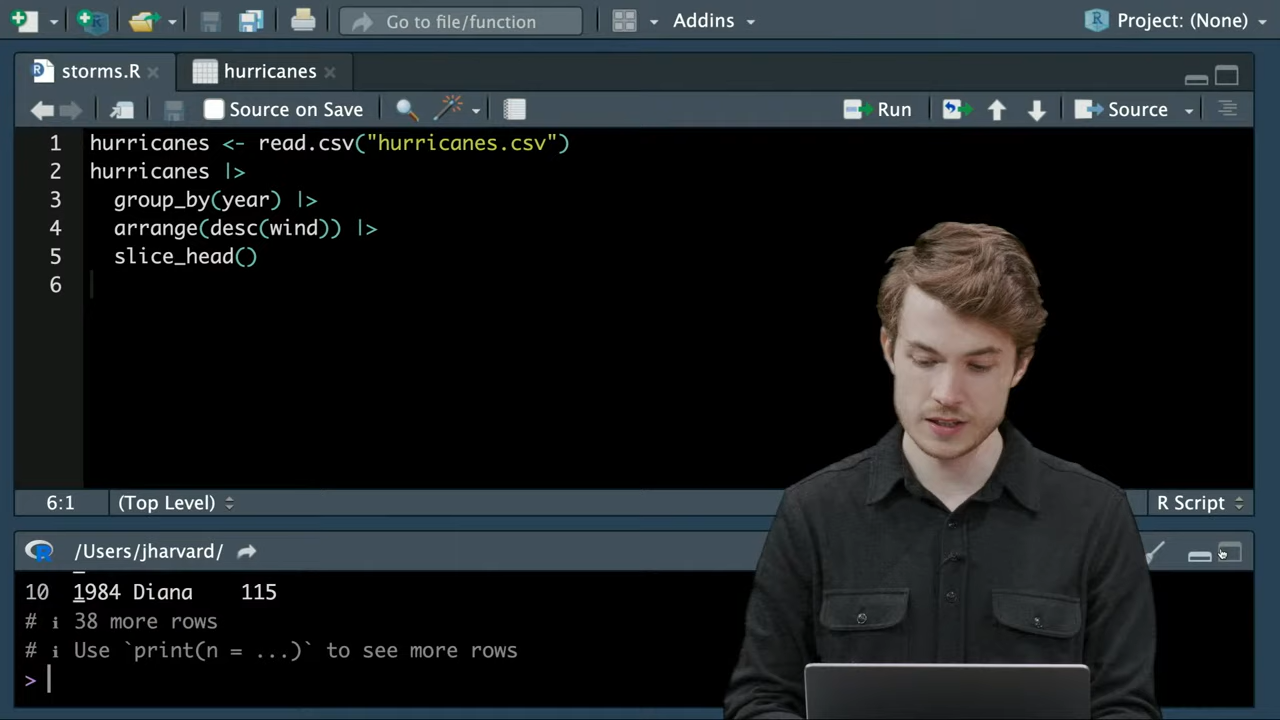 Go to file/function
Addins
Project: (None)
storms.R
hurricanes
Source on Save
Run
Source
1 hurricanes <- read.csv("hurricanes.csv")
2 hurricanes |>
3 group_by(year) |>
4 arrange(desc(wind)) |>
5 slice_head()
6
6:1
(Top Level)
R Script
/Users/jharvard/
10 1984 Diana 115
# ℹ 38 more rows
# ℹ Use `print(n = ...)` to see more rows
>